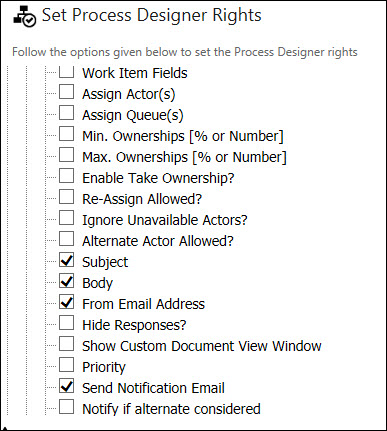 Set Process Designer Rights
Follow the options given below to set the Process Designer rights
Work Item Fields
Assign Actor(s)
Assign Queue(s)
Min. Ownerships [% or Number]
Max. Ownerships [% or Number]
Enable Take Ownership?
Re-Assign Allowed?
Ignore Unavailable Actors?
Alternate Actor Allowed?
Subject
Body
From Email Address
Hide Responses?
Show Custom Document View Window
Priority
Send Notification Email
Notify if alternate considered